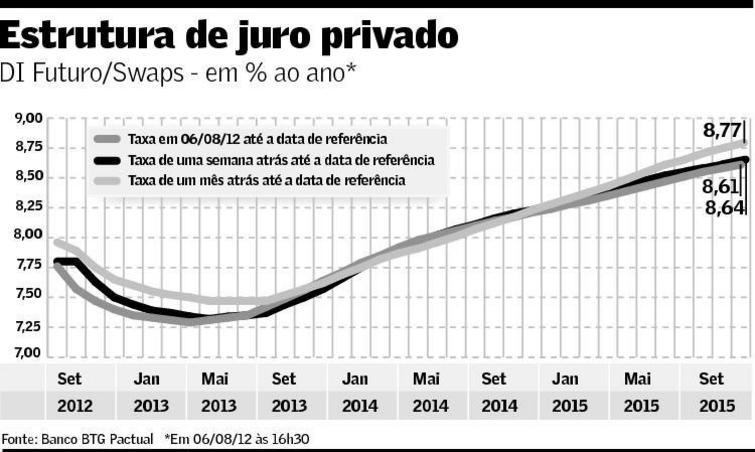 Estrutura de juro privado
DI Futuro/Swaps - em % ao ano*
9,00
8,75
8,50
8,25
8,00
7,75
7,50
7,25
7,00
Taxa em 06/08/12 até a data de referência
Taxa de uma semana atrás até a data de referência
Taxa de um mês atrás até a data de referência
8,77
8,61
8,64
Set Jan Mai Set Jan Mai Set Jan Mai Set
2012 2013 2013 2013 2014 2014 2014 2015 2015 2015
Fonte: Banco BTG Pactual *Em 06/08/12 às 16h30